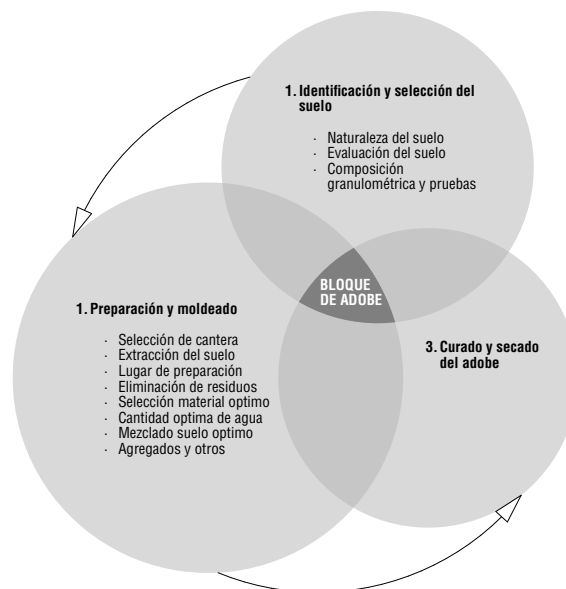 1. Identificación y selección del
suelo
· Naturaleza del suelo
· Evaluación del suelo
· Composición
granulométrica y pruebas
BLOQUE
DE ADOBE
1. Preparación y moldeado
· Selección de cantera
· Extracción del suelo
· Lugar de preparación
· Eliminación de residuos
· Selección material optimo
· Cantidad optima de agua
· Mezclado suelo optimo
· Agregados y otros
3. Curado y secado
del adobe